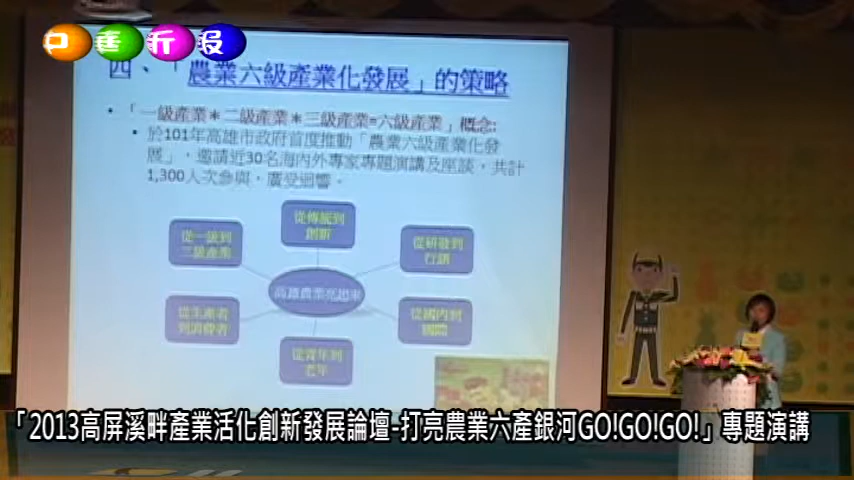 中華新报
四、「農業六級產業化發展」的策略
•「一級產業＊二級產業＊三級產業=六級產業」概念:
•於101年高雄市政府首度推動「農業六級產業化發
展」，邀請近30名海內外專家專題演講及座談，共計
1,300人次參與，廣受迴響。
從傳統到
創新
從一級到
二級產業
從研發到
行銷
高雄農業亮起來
從生產者
到消費者
從國內到
國際
從青年到
老年
「2013高屏溪畔產業活化創新發展論壇-打亮農業六產銀河GO!GO!GO!」專題演講